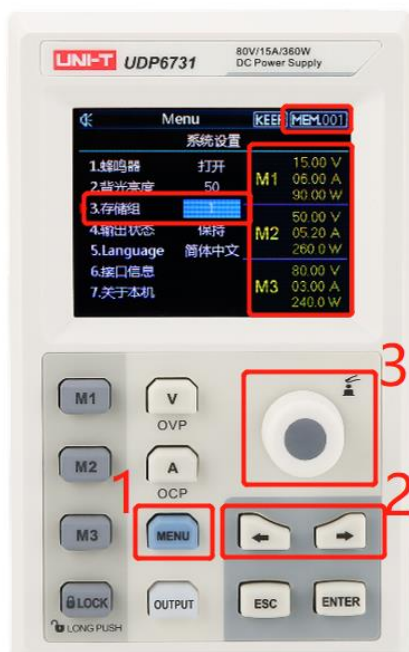 UNI-T UDP6731
80V/15A/360W
DC Power Supply
Menu KEEP MEM.001
系统设置
1.蜂鸣器 打开
2.背光亮度 50
3.存储组 1
4.输出状态 保持
5.Language 简体中文
6.接口信息
7.关于本机
M1 15.00 V
06.00 A
90.00 W
M2 50.00 V
05.20 A
260.0 W
M3 80.00 V
03.00 A
240.0 W
3
M1
V
OVP
M2
A
OCP
1
2
M3
MENU
LOCK
OUTPUT
ESC
ENTER
LONG PUSH